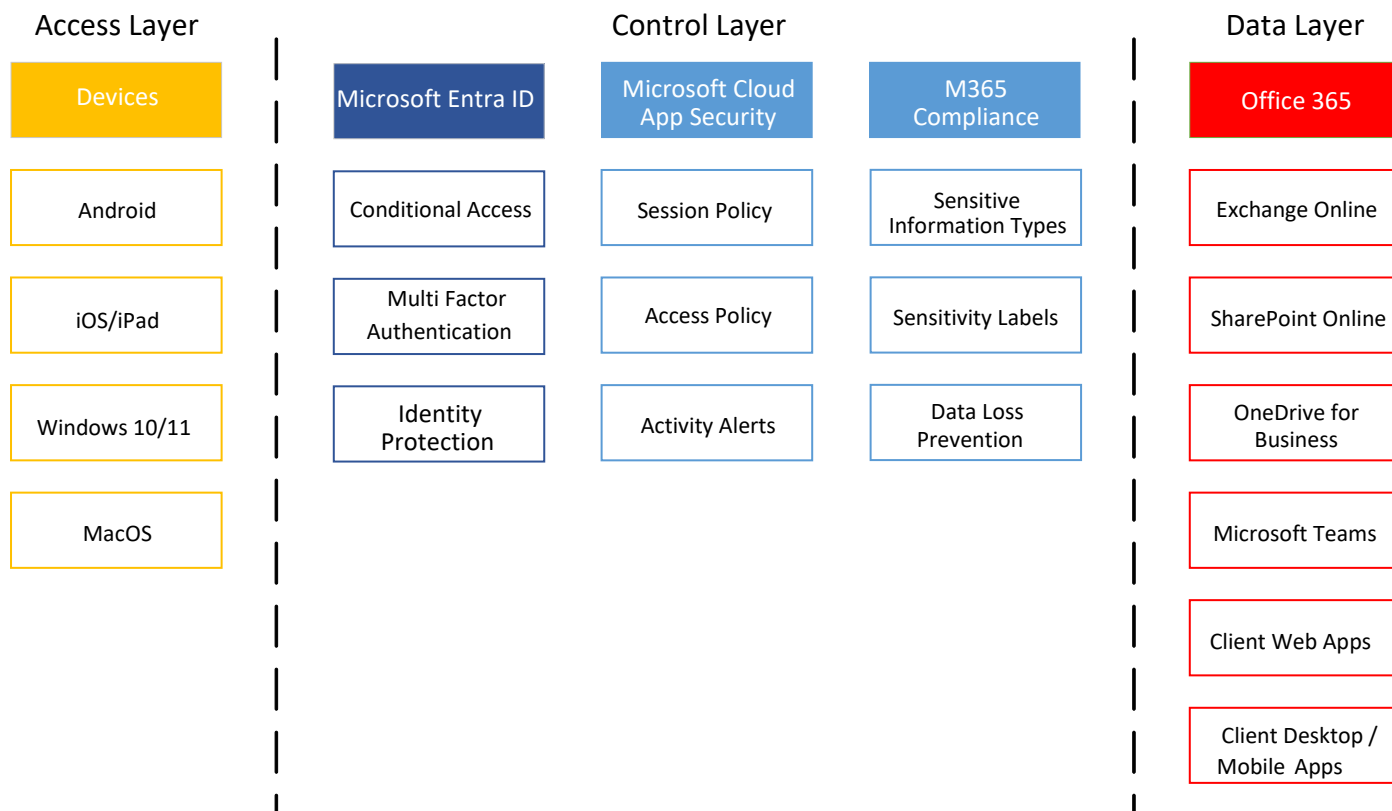 Access Layer
Devices
Android
iOS/iPad
Windows 10/11
MacOS
Control Layer
Microsoft Entra ID
Conditional Access
Multi Factor
Authentication
Identity
Protection
Microsoft Cloud
App Security
Session Policy
Access Policy
Activity Alerts
M365
Compliance
Sensitive
Information Types
Sensitivity Labels
Data Loss
Prevention
Data Layer
Office 365
Exchange Online
SharePoint Online
OneDrive for
Business
Microsoft Teams
Client Web Apps
Client Desktop /
Mobile Apps